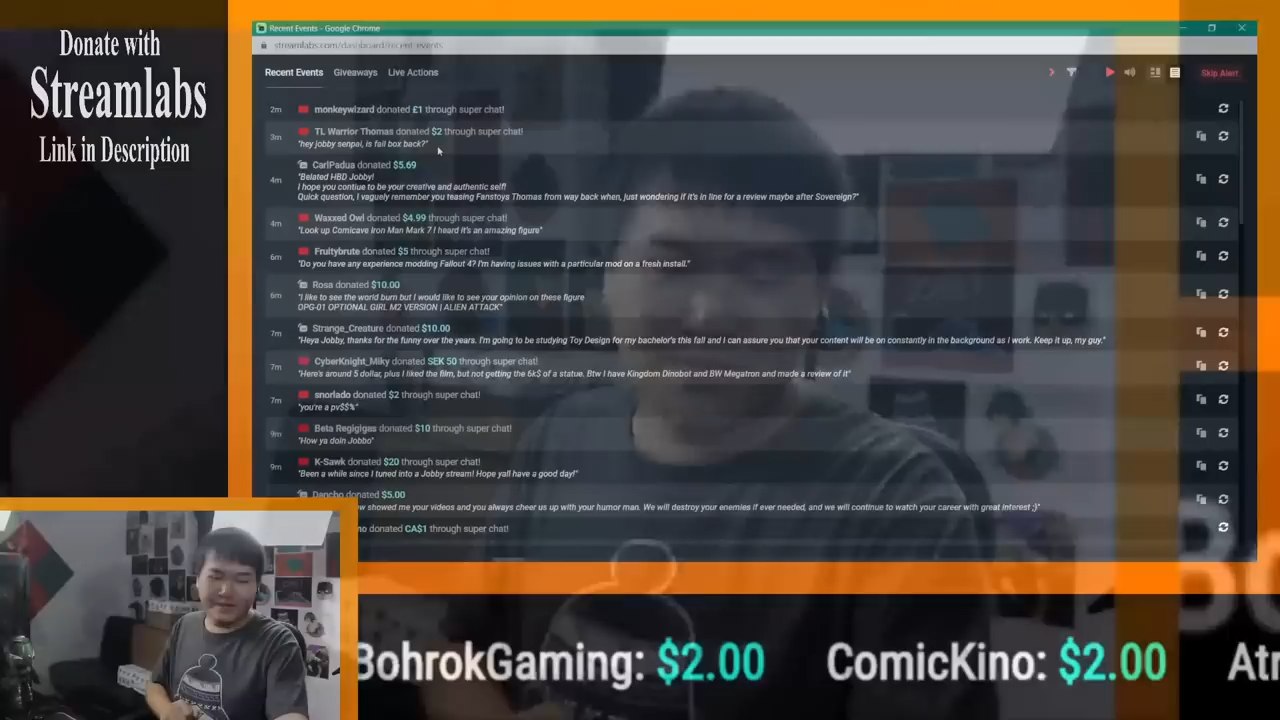 Donate with
Streamlabs
Link in Description
Recent Events - Google Chrome
streamlabs.com/dashboard/recent-events
Recent Events Giveaways Live Actions Skip Alert
2m monkeywizard donated £1 through super chat!
3m TL Warrior Thomas donated $2 through super chat!
"hey jobby senpai, is fail box back?"
4m CarlPadua donated $5.69
"Belated HBD Jobby!
I hope you contiue to be your creative and authentic self!
Quick question, I vaguely remember you teasing Fanstoys Thomas from way back when, just wondering if it's in line for a review maybe after Sovereign?"
4m Waxxed Owl donated $4.99 through super chat!
"Look up Comicave Iron Man Mark 7 I heard it's an amazing figure"
6m Fruitybrute donated $5 through super chat!
"Do you have any experience modding Fallout 4? I'm having issues with a particular mod on a fresh install."
6m Rosa donated $10.00
"I like to see the world burn but I would like to see your opinion on these figure
OPG-01 OPTIONAL GIRL M2 VERSION | ALIEN ATTACK"
7m Strange_Creature donated $10.00
"Heya Jobby, thanks for the funny over the years. I'm going to be studying Toy Design for my bachelor's this fall and I can assure you that your content will be on constantly in the background as I work. Keep it up, my guy."
7m CyberKnight_Miky donated SEK 50 through super chat!
"Here's around 5 dollar, plus I liked the film, but not getting the 6k$ of a statue. Btw I have Kingdom Dinobot and BW Megatron and made a review of it"
7m snorlado donated $2 through super chat!
"you're a pv$$%"
9m Beta Regigigas donated $10 through super chat!
"How ya doin Jobbo"
9m K-Sawk donated $20 through super chat!
"Been a while since I tuned into a Jobby stream! Hope yall have a good day!"
Dencho donated $5.00
showed me your videos and you always cheer us up with your humor man. We will destroy your enemies if ever needed, and we will continue to watch your career with great interest ;)"
donated CA$1 through super chat!
BohrokGaming: $2.00 ComicKino: $2.00